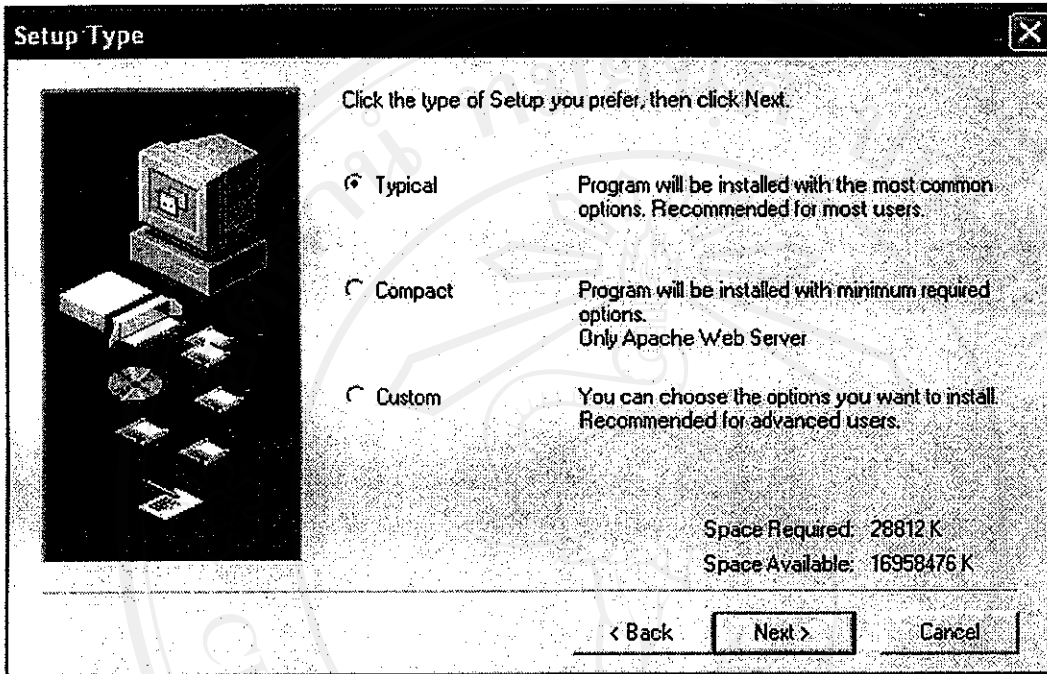 Setup Type
Click the type of Setup you prefer, then click Next.
Typical
Program will be installed with the most common
options. Recommended for most users.
Compact
Program will be installed with minimum required
options.
Only Apache Web Server
Custom
You can choose the options you want to install.
Recommended for advanced users.
Space Required: 28812 K
Space Available: 16958476 K
< Back
Next >
Cancel